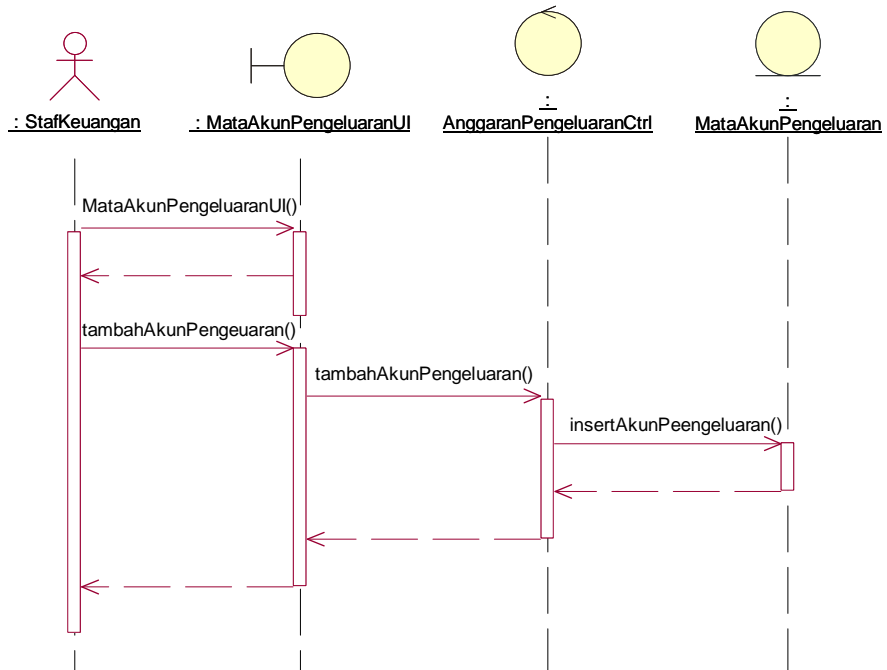 : StafKeuangan
: MataAkunPengeluaranUI
:
AnggaranPengeluaranCtrl
:
MataAkunPengeluaran
MataAkunPengeluaranUI()
tambahAkunPengeuaran()
tambahAkunPengeluaran()
insertAkunPeengeluaran()